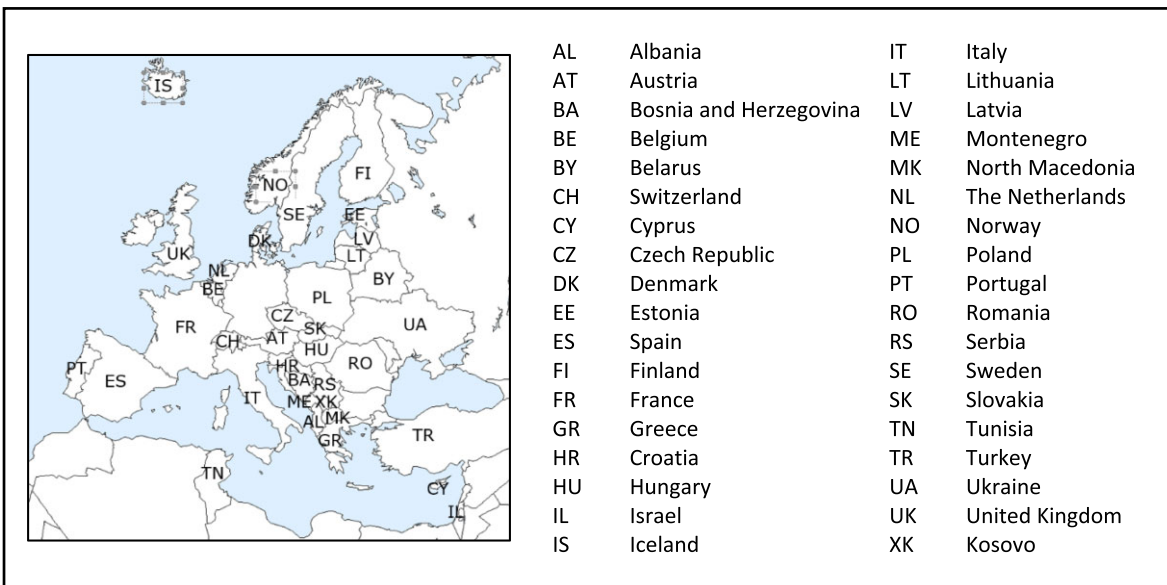 IS
NO
FI
SE
EE
DK
LV
LT
UK
NL
BE
BY
PL
CZ
FR
SK
UA
CH
AT
HU
RO
HR
PT
ES
BA
RS
IT
ME
XK
AL
MK
GR
TR
TN
CY
IL
AL Albania
AT Austria
BA Bosnia and Herzegovina
BE Belgium
BY Belarus
CH Switzerland
CY Cyprus
CZ Czech Republic
DK Denmark
EE Estonia
ES Spain
FI Finland
FR France
GR Greece
HR Croatia
HU Hungary
IL Israel
IS Iceland
IT Italy
LT Lithuania
LV Latvia
ME Montenegro
MK North Macedonia
NL The Netherlands
NO Norway
PL Poland
PT Portugal
RO Romania
RS Serbia
SE Sweden
SK Slovakia
TN Tunisia
TR Turkey
UA Ukraine
UK United Kingdom
XK Kosovo